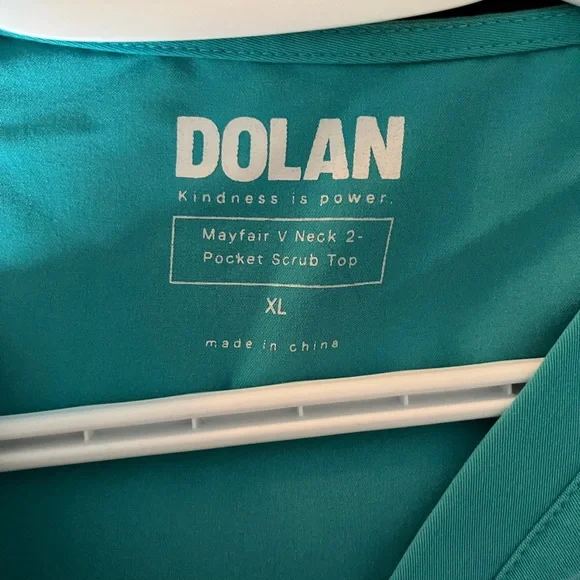 DOLAN
Kindness is power.
Mayfair V Neck 2-
Pocket Scrub Top
XL
made in china